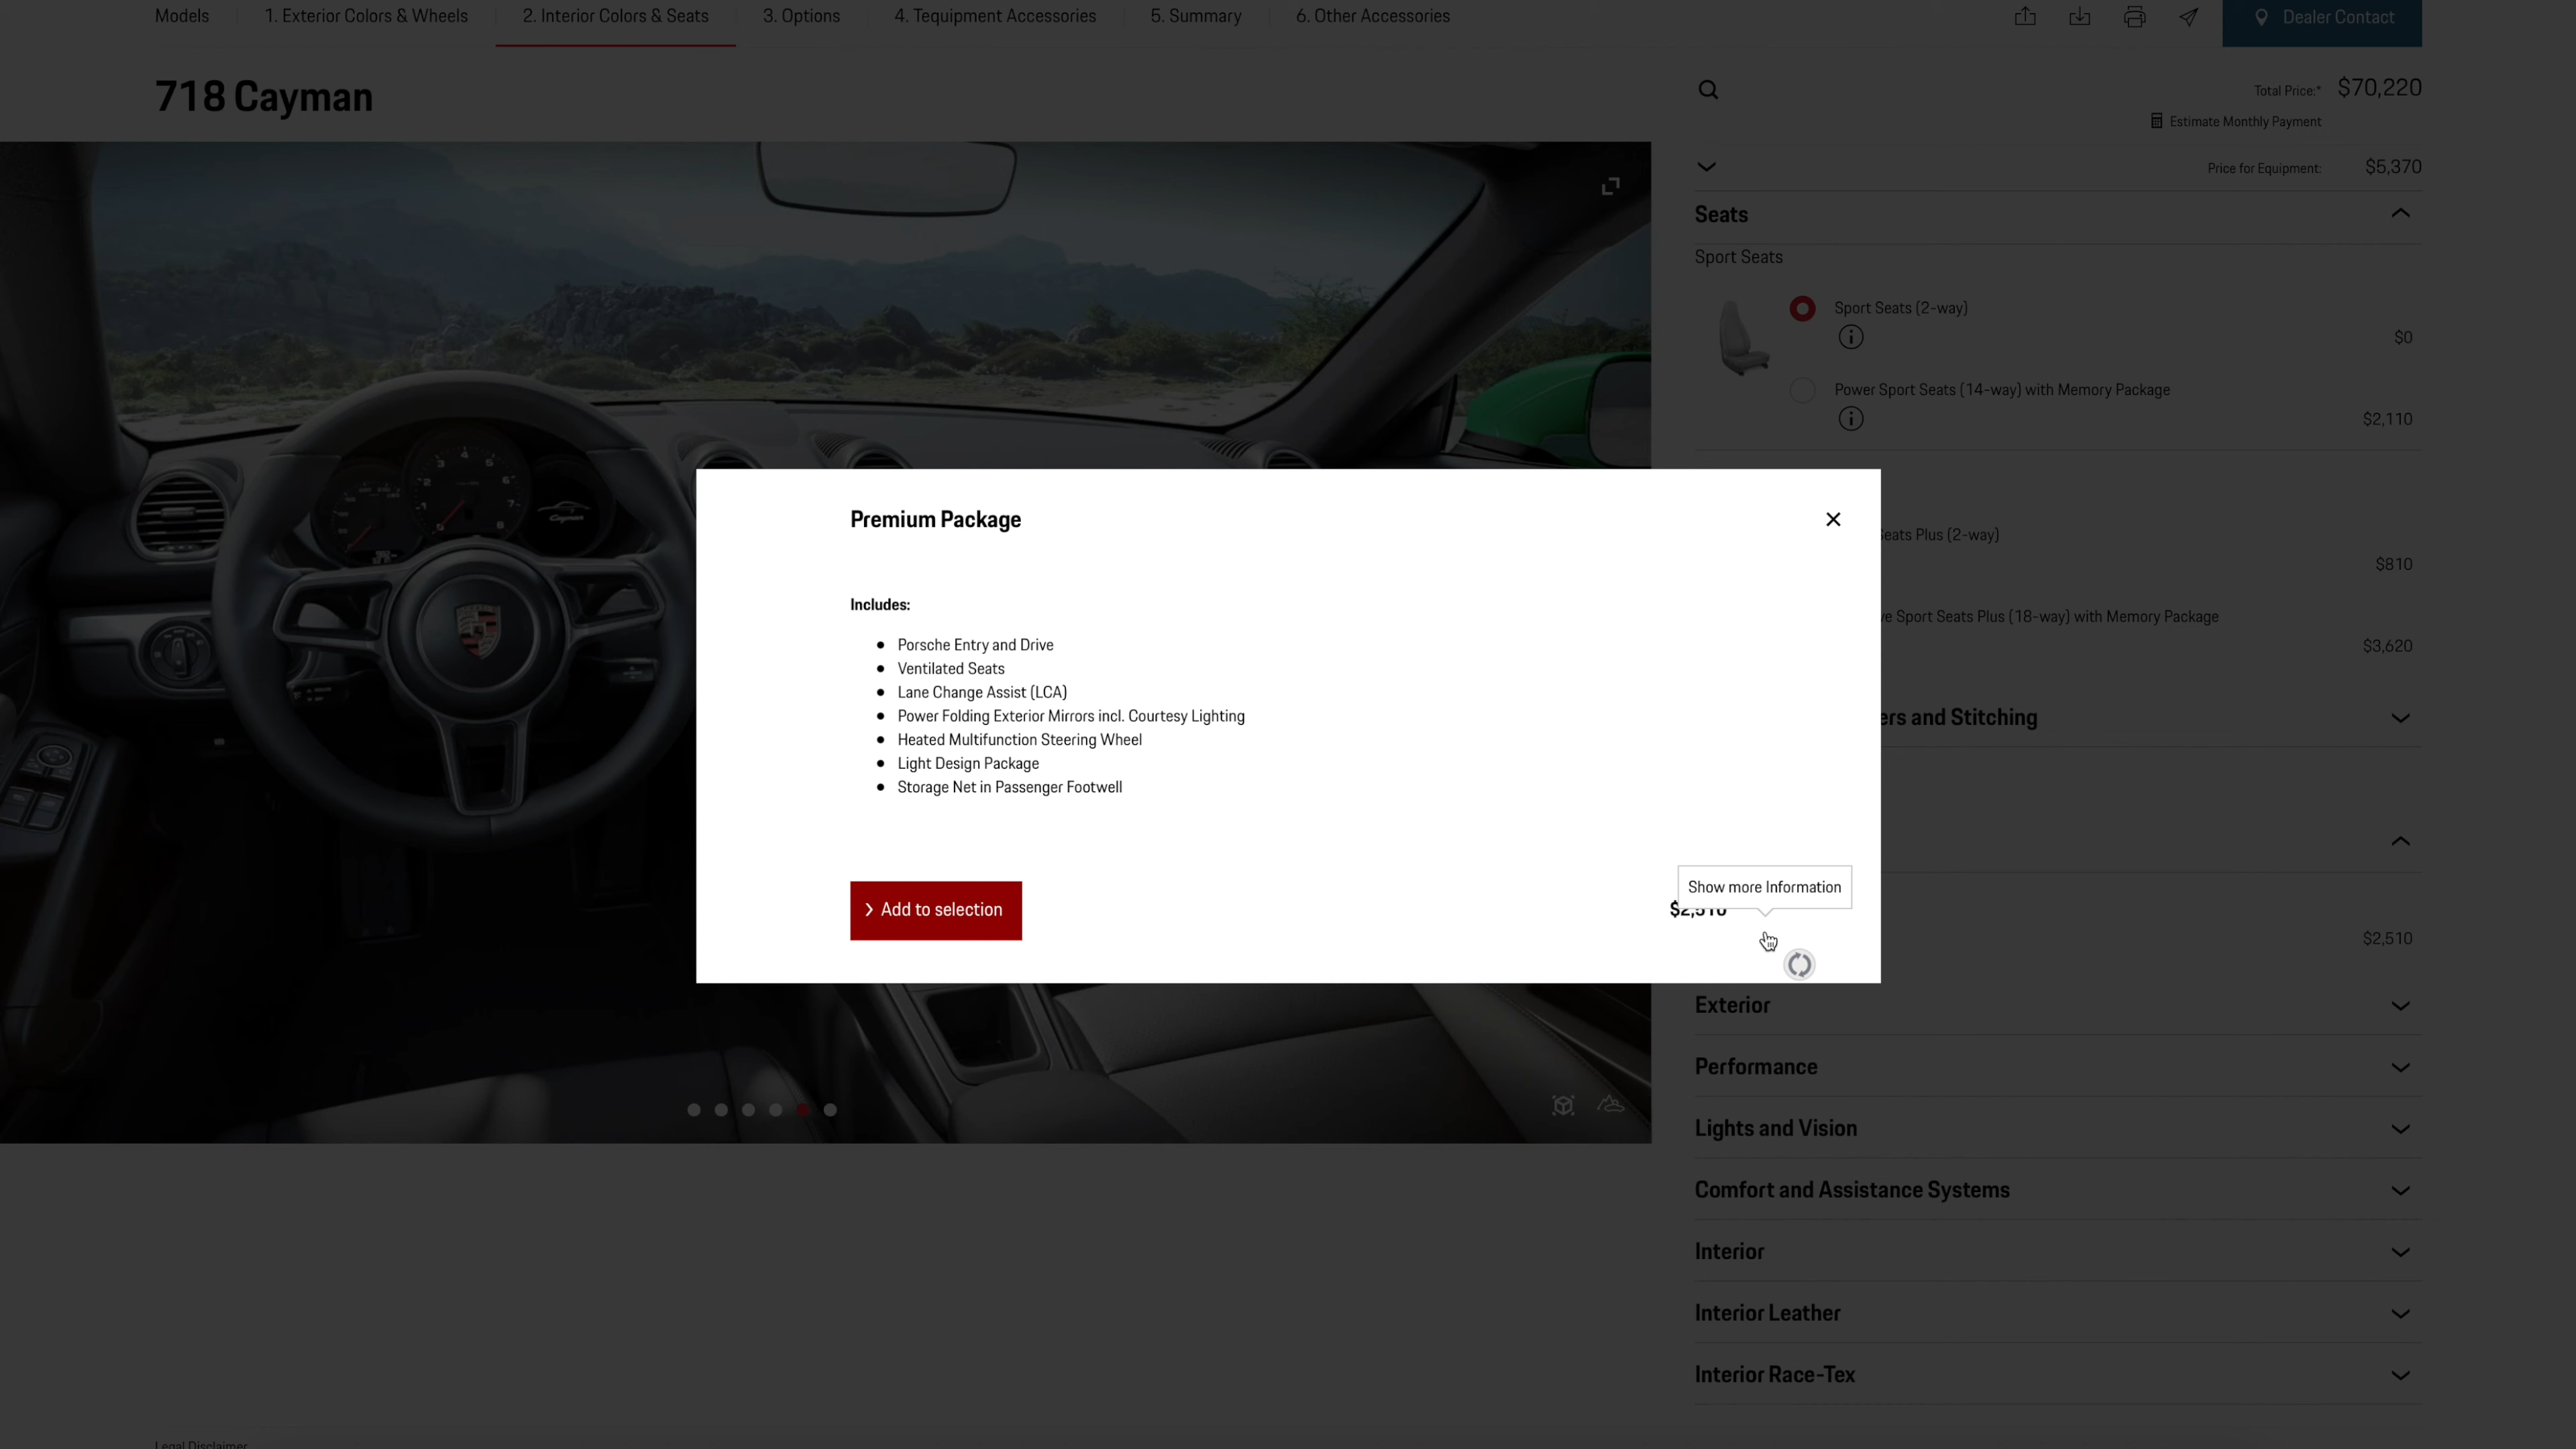 Models
1. Exterior Colors & Wheels
2. Interior Colors & Seats
3. Options
4. Tequipment Accessories
5. Summary
6. Other Accessories
Dealer Contact
718 Cayman
Total Price:* $70,220
Estimate Monthly Payment
Price for Equipment: $5,370
Seats
Sport Seats
Sport Seats (2-way)
$0
Power Sport Seats (14-way) with Memory Package
$2,110
Seats Plus (2-way)
$810
Sport Seats Plus (18-way) with Memory Package
$3,620
and Stitching
Premium Package
Includes:
Porsche Entry and Drive
Ventilated Seats
Lane Change Assist (LCA)
Power Folding Exterior Mirrors incl. Courtesy Lighting
Heated Multifunction Steering Wheel
Light Design Package
Storage Net in Passenger Footwell
Add to selection
Show more Information
$2,510
$2,510
Exterior
Performance
Lights and Vision
Comfort and Assistance Systems
Interior
Interior Leather
Interior Race-Tex
Legal Disclaimer